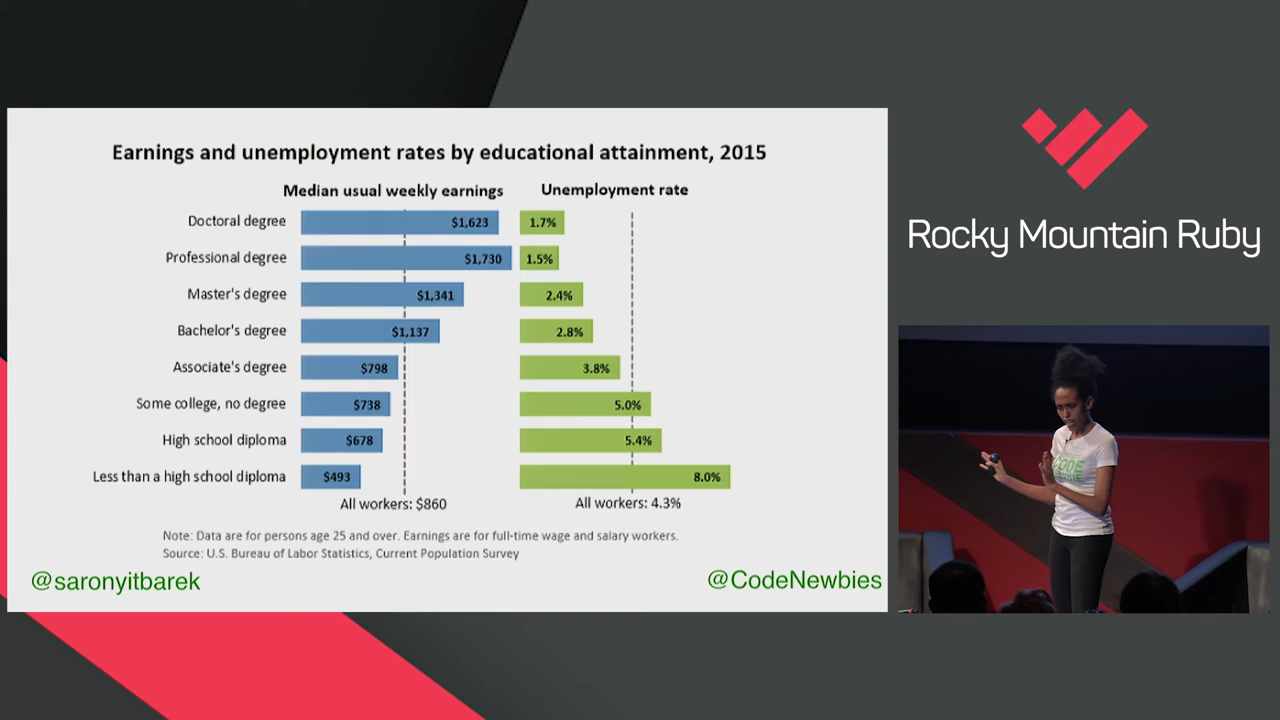 Earnings and unemployment rates by educational attainment, 2015
Median usual weekly earnings
Unemployment rate
Doctoral degree $1,623 1.7%
Professional degree $1,730 1.5%
Master's degree $1,341 2.4%
Bachelor's degree $1,137 2.8%
Associate's degree $798 3.8%
Some college, no degree $738 5.0%
High school diploma $678 5.4%
Less than a high school diploma $493 8.0%
All workers: $860
All workers: 4.3%
Note: Data are for persons age 25 and over. Earnings are for full-time wage and salary workers.
Source: U.S. Bureau of Labor Statistics, Current Population Survey
@saronyitbarek
@CodeNewbies
Rocky Mountain Ruby